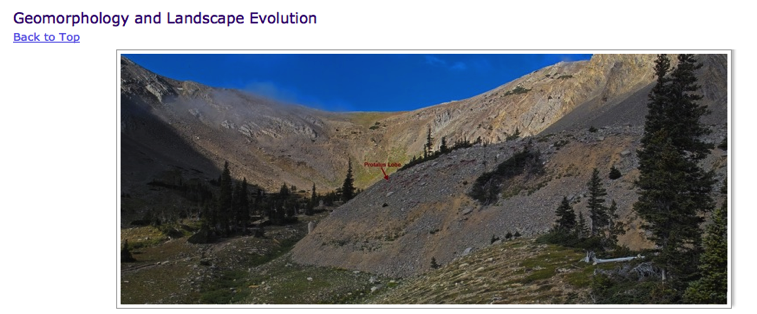 Geomorphology and Landscape Evolution
Back to Top
Protalus Lobe